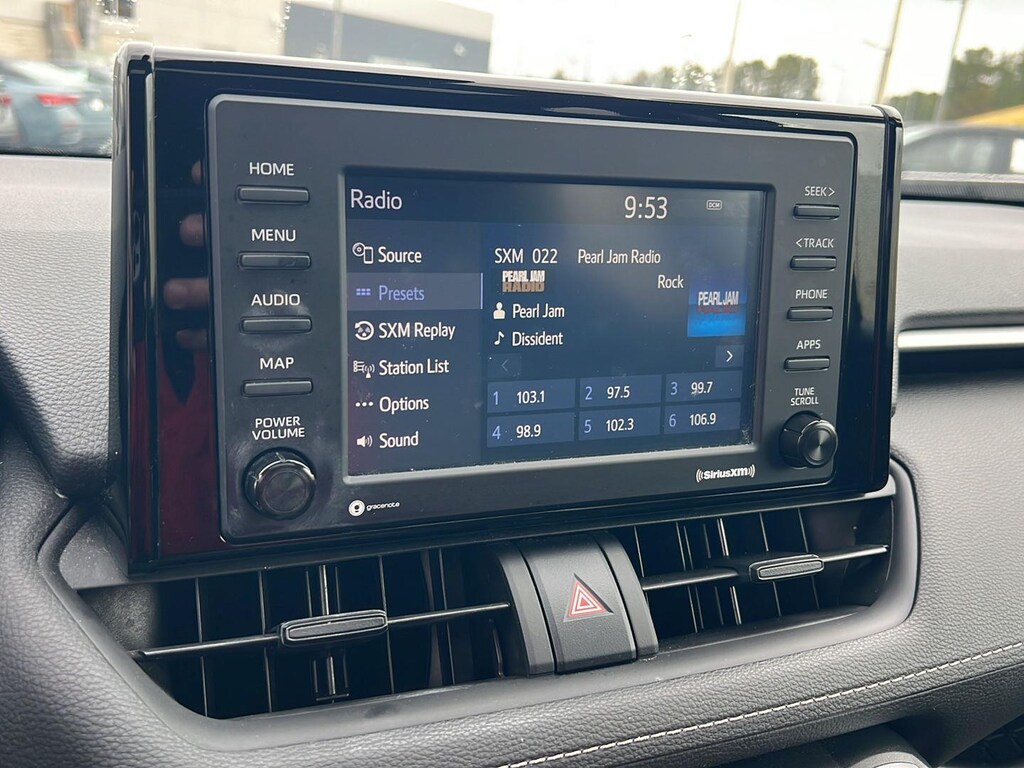 HOME
MENU
AUDIO
MAP
POWER
VOLUME
Radio
9:53
DCM
Source
Presets
SXM Replay
Station List
Options
Sound
SXM 022 Pearl Jam Radio
PEARL JAM
RADIO
Rock
PEARL JAM
Pearl Jam
Dissident
<
>
1 103.1
2 97.5
3 99.7
4 98.9
5 102.3
6 106.9
gracenote
((SiriusXM))
SEEK >
< TRACK
PHONE
APPS
TUNE
SCROLL